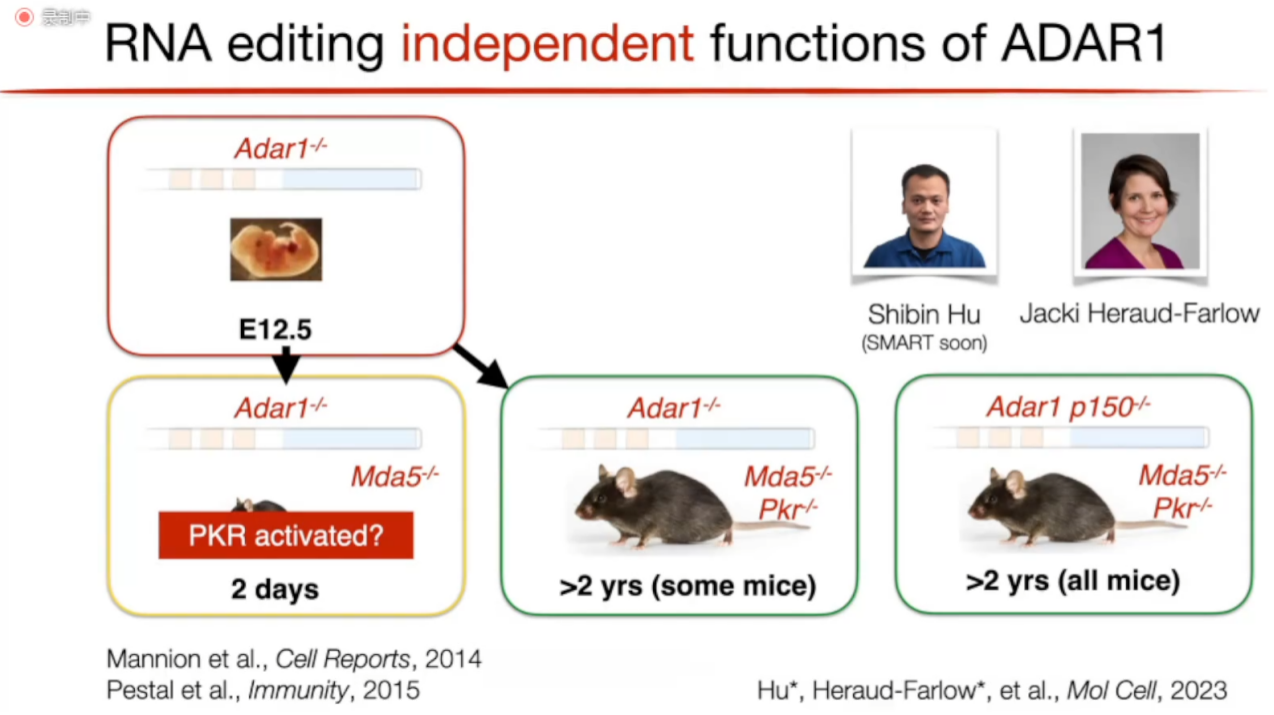 录制中
RNA editing independent functions of ADAR1
Adar1-/-
E12.5
Shibin Hu
(SMART soon)
Jacki Heraud-Farlow
Adar1-/-
Mda5-/-
PKR activated?
2 days
Adar1-/-
Mda5-/-
Pkr-/-
>2 yrs (some mice)
Adar1 p150-/-
Mda5-/-
Pkr-/-
>2 yrs (all mice)
Mannion et al., Cell Reports, 2014
Pestal et al., Immunity, 2015
Hu*, Heraud-Farlow*, et al., Mol Cell, 2023